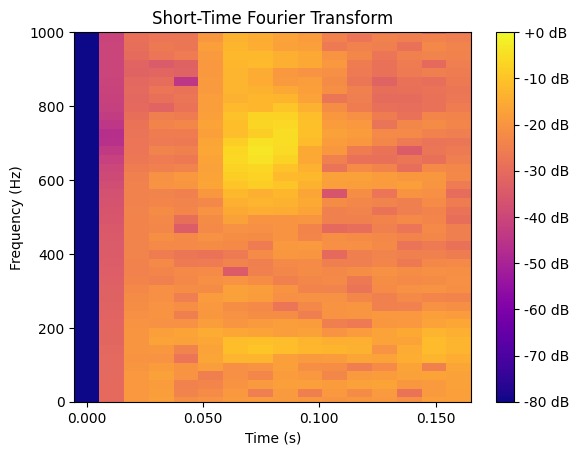 Short-Time Fourier Transform
1000
800
600
400
200
0
Frequency (Hz)
0.000
0.050
0.100
0.150
Time (s)
+0 dB
-10 dB
-20 dB
-30 dB
-40 dB
-50 dB
-60 dB
-70 dB
-80 dB